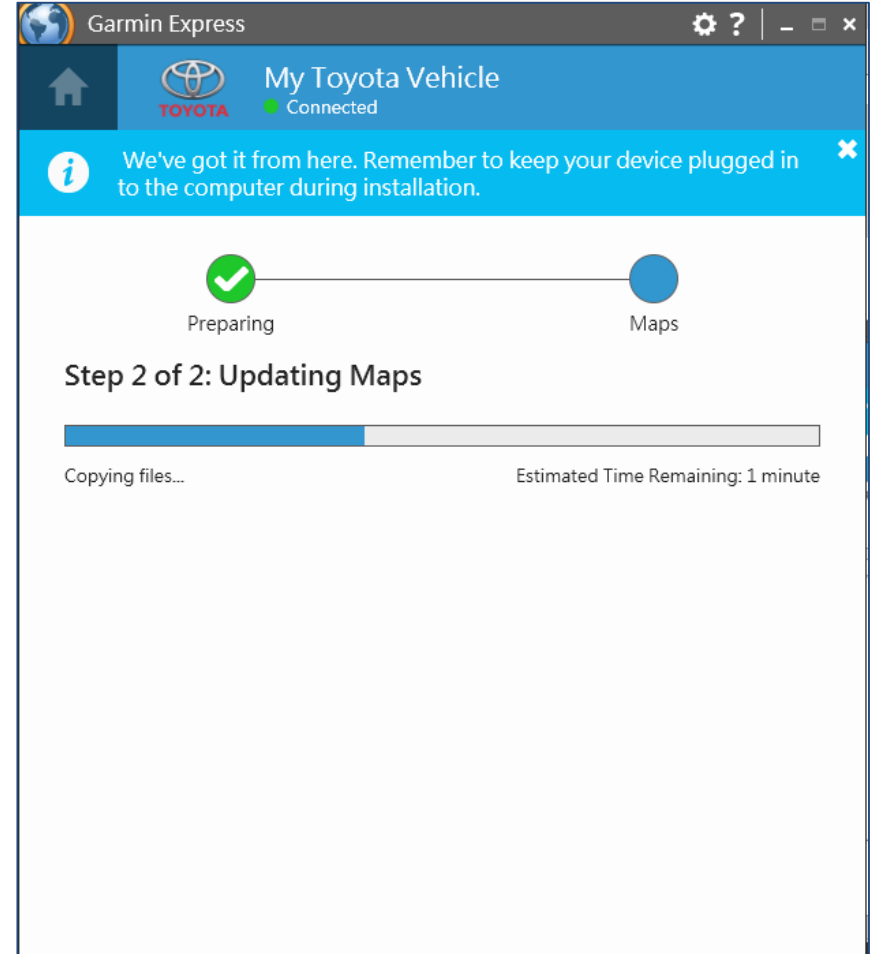 Garmin Express
?
My Toyota Vehicle
TOYOTA
Connected
i
We've got it from here. Remember to keep your device plugged in
to the computer during installation.
Preparing
Maps
Step 2 of 2: Updating Maps
Copying files...
Estimated Time Remaining: 1 minute